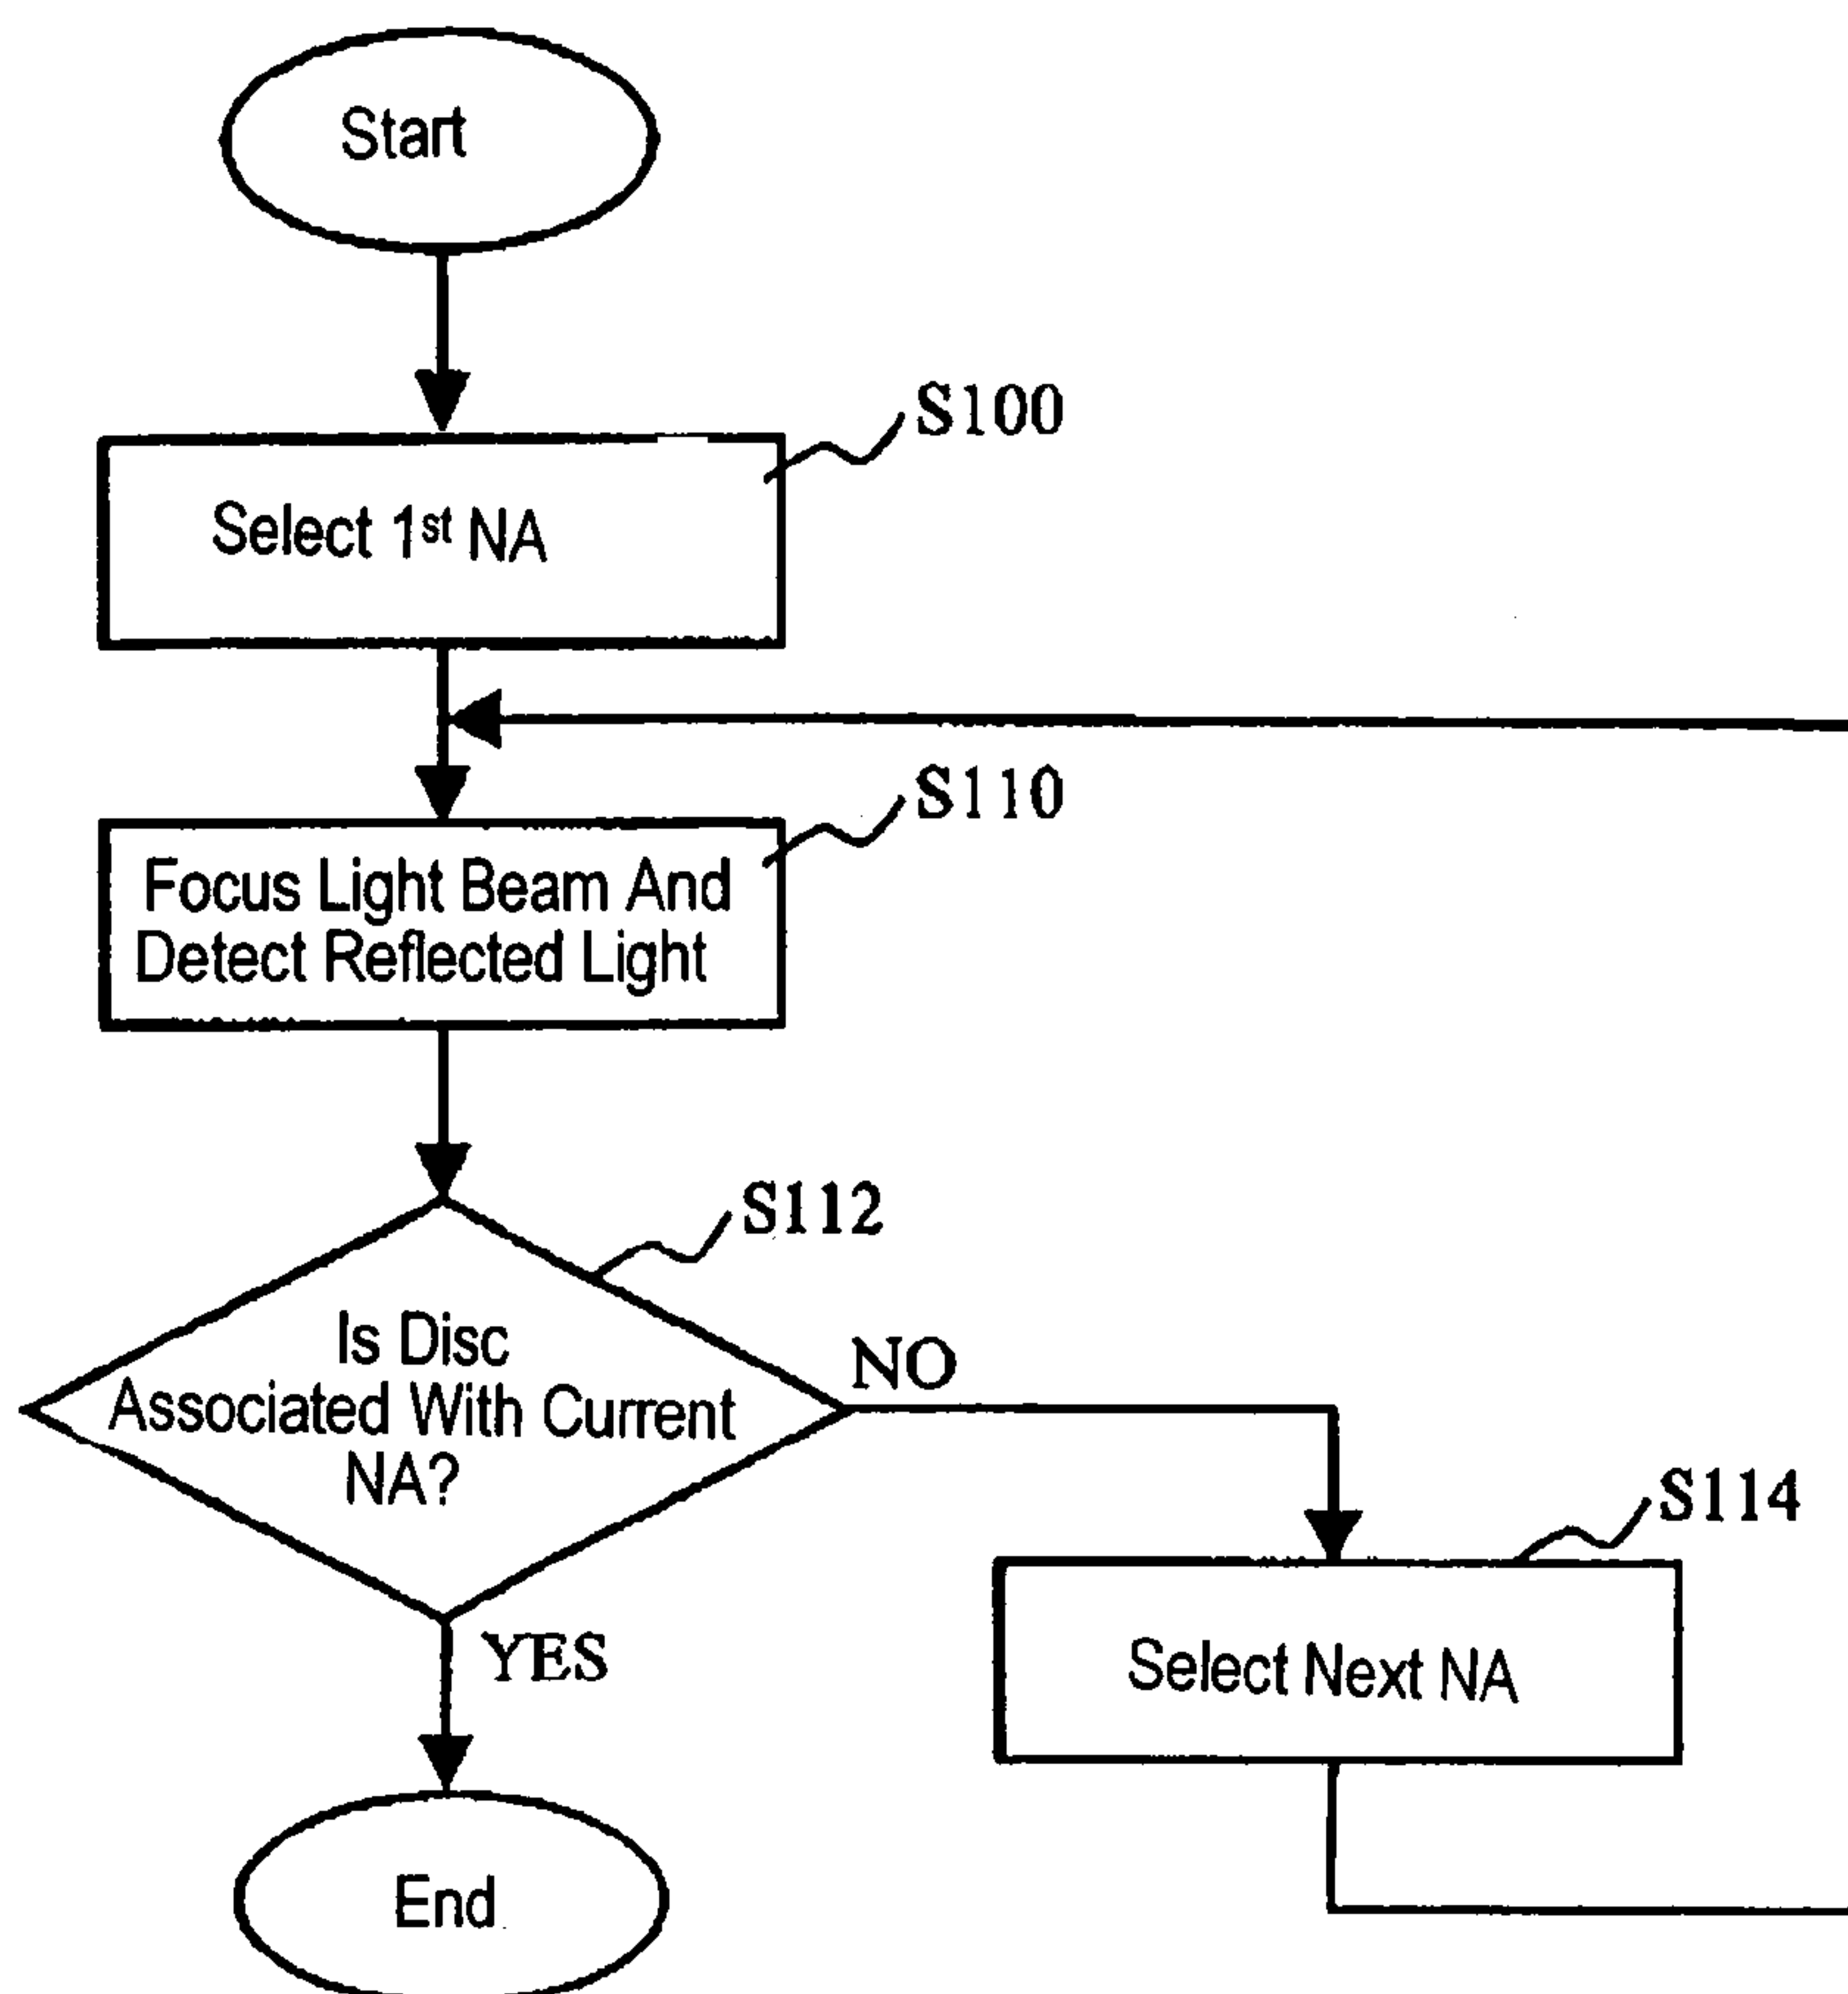 Start
S100
Select 1st NA
S110
Focus Light Beam And
Detect Reflected Light
S112
Is Disc
Associated With Current
NA?
NO
S114
Select Next NA
YES
End